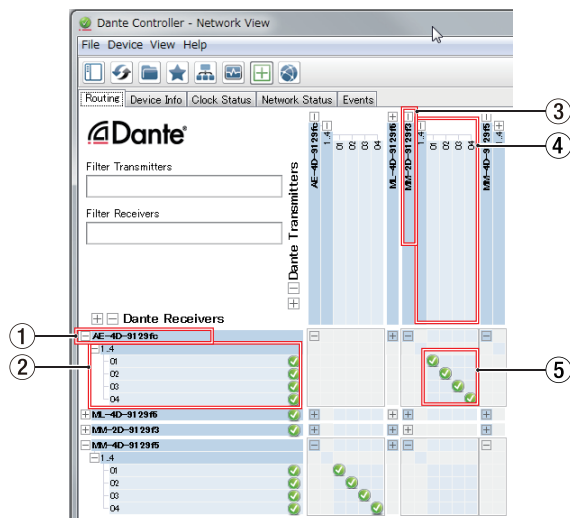 Dante Controller - Network View
File Device View Help
Routing Device Info Clock Status Network Status Events
Dante
Filter Transmitters
Filter Receivers
Dante Transmitters
AE-4D-9129fc
1..4
01
02
03
04
ML-4D-9129f6
MM-2D-9129f3
1..4
01
02
03
04
MM-4D-9129f5
1..4
Dante Receivers
AE-4D-9129fc
1..4
01
02
03
04
ML-4D-9129f6
MM-2D-9129f3
MM-4D-9129f5
1..4
01
02
03
04
1
2
3
4
5